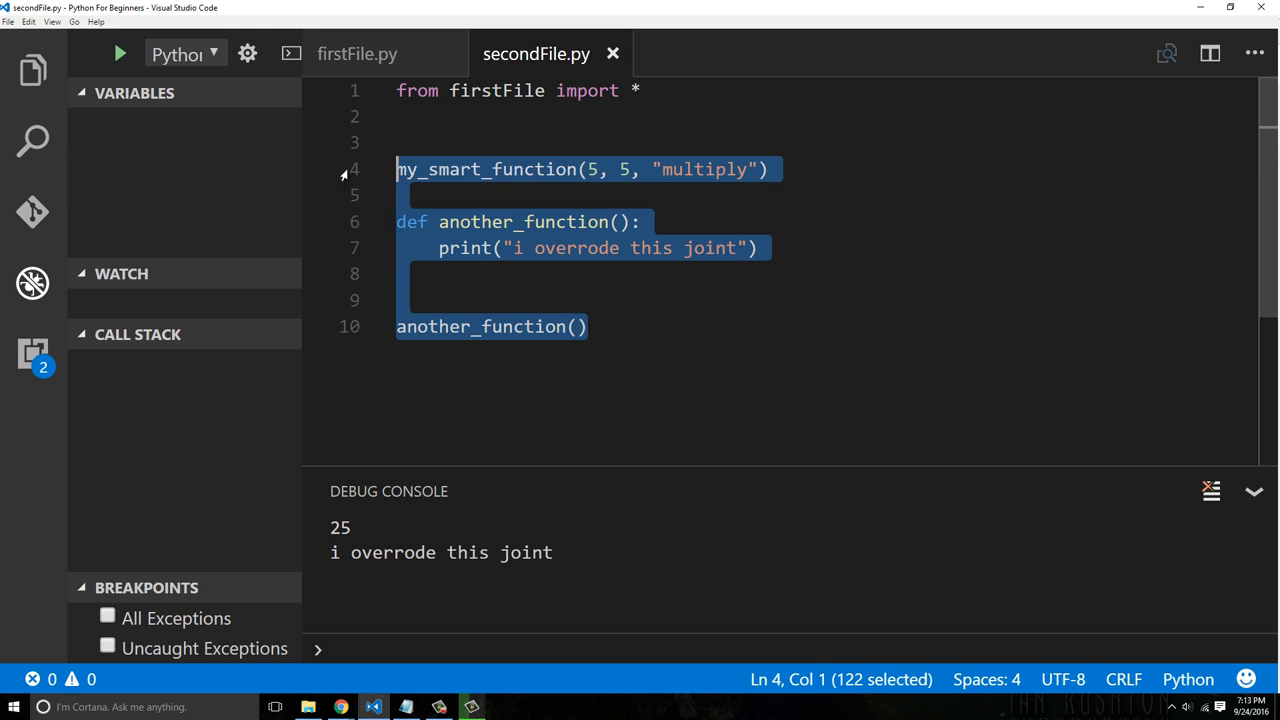 secondFile.py - Python For Beginners - Visual Studio Code
File Edit View Go Help
Python
firstFile.py
secondFile.py
VARIABLES
WATCH
CALL STACK
BREAKPOINTS
All Exceptions
Uncaught Exceptions
2
1 from firstFile import *
2
3
4 my_smart_function(5, 5, "multiply")
5
6 def another_function():
7 print("i overrode this joint")
8
9
10 another_function()
DEBUG CONSOLE
25
i overrode this joint
0 0
Ln 4, Col 1 (122 selected) Spaces: 4 UTF-8 CRLF Python
I'm Cortana. Ask me anything.
7:13 PM
9/24/2016